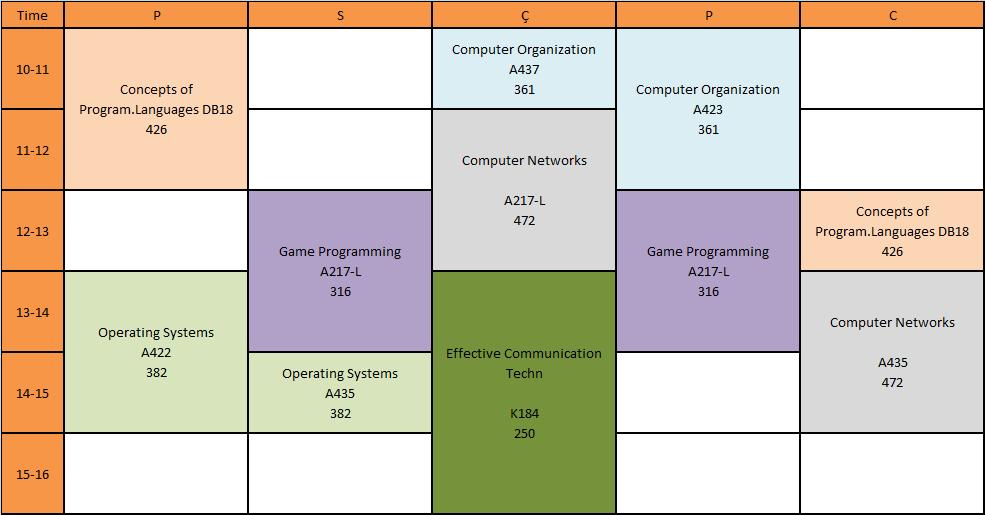 Time P S Ç P C
10-11
Concepts of
Program.Languages DB18
426
Computer Organization
A437
361
Computer Organization
A423
361
11-12
Computer Networks
A217-L
472
12-13
Game Programming
A217-L
316
Game Programming
A217-L
316
Concepts of
Program.Languages DB18
426
13-14
Operating Systems
A422
382
Effective Communication
Techn
K184
250
Computer Networks
A435
472
14-15
Operating Systems
A435
382
15-16